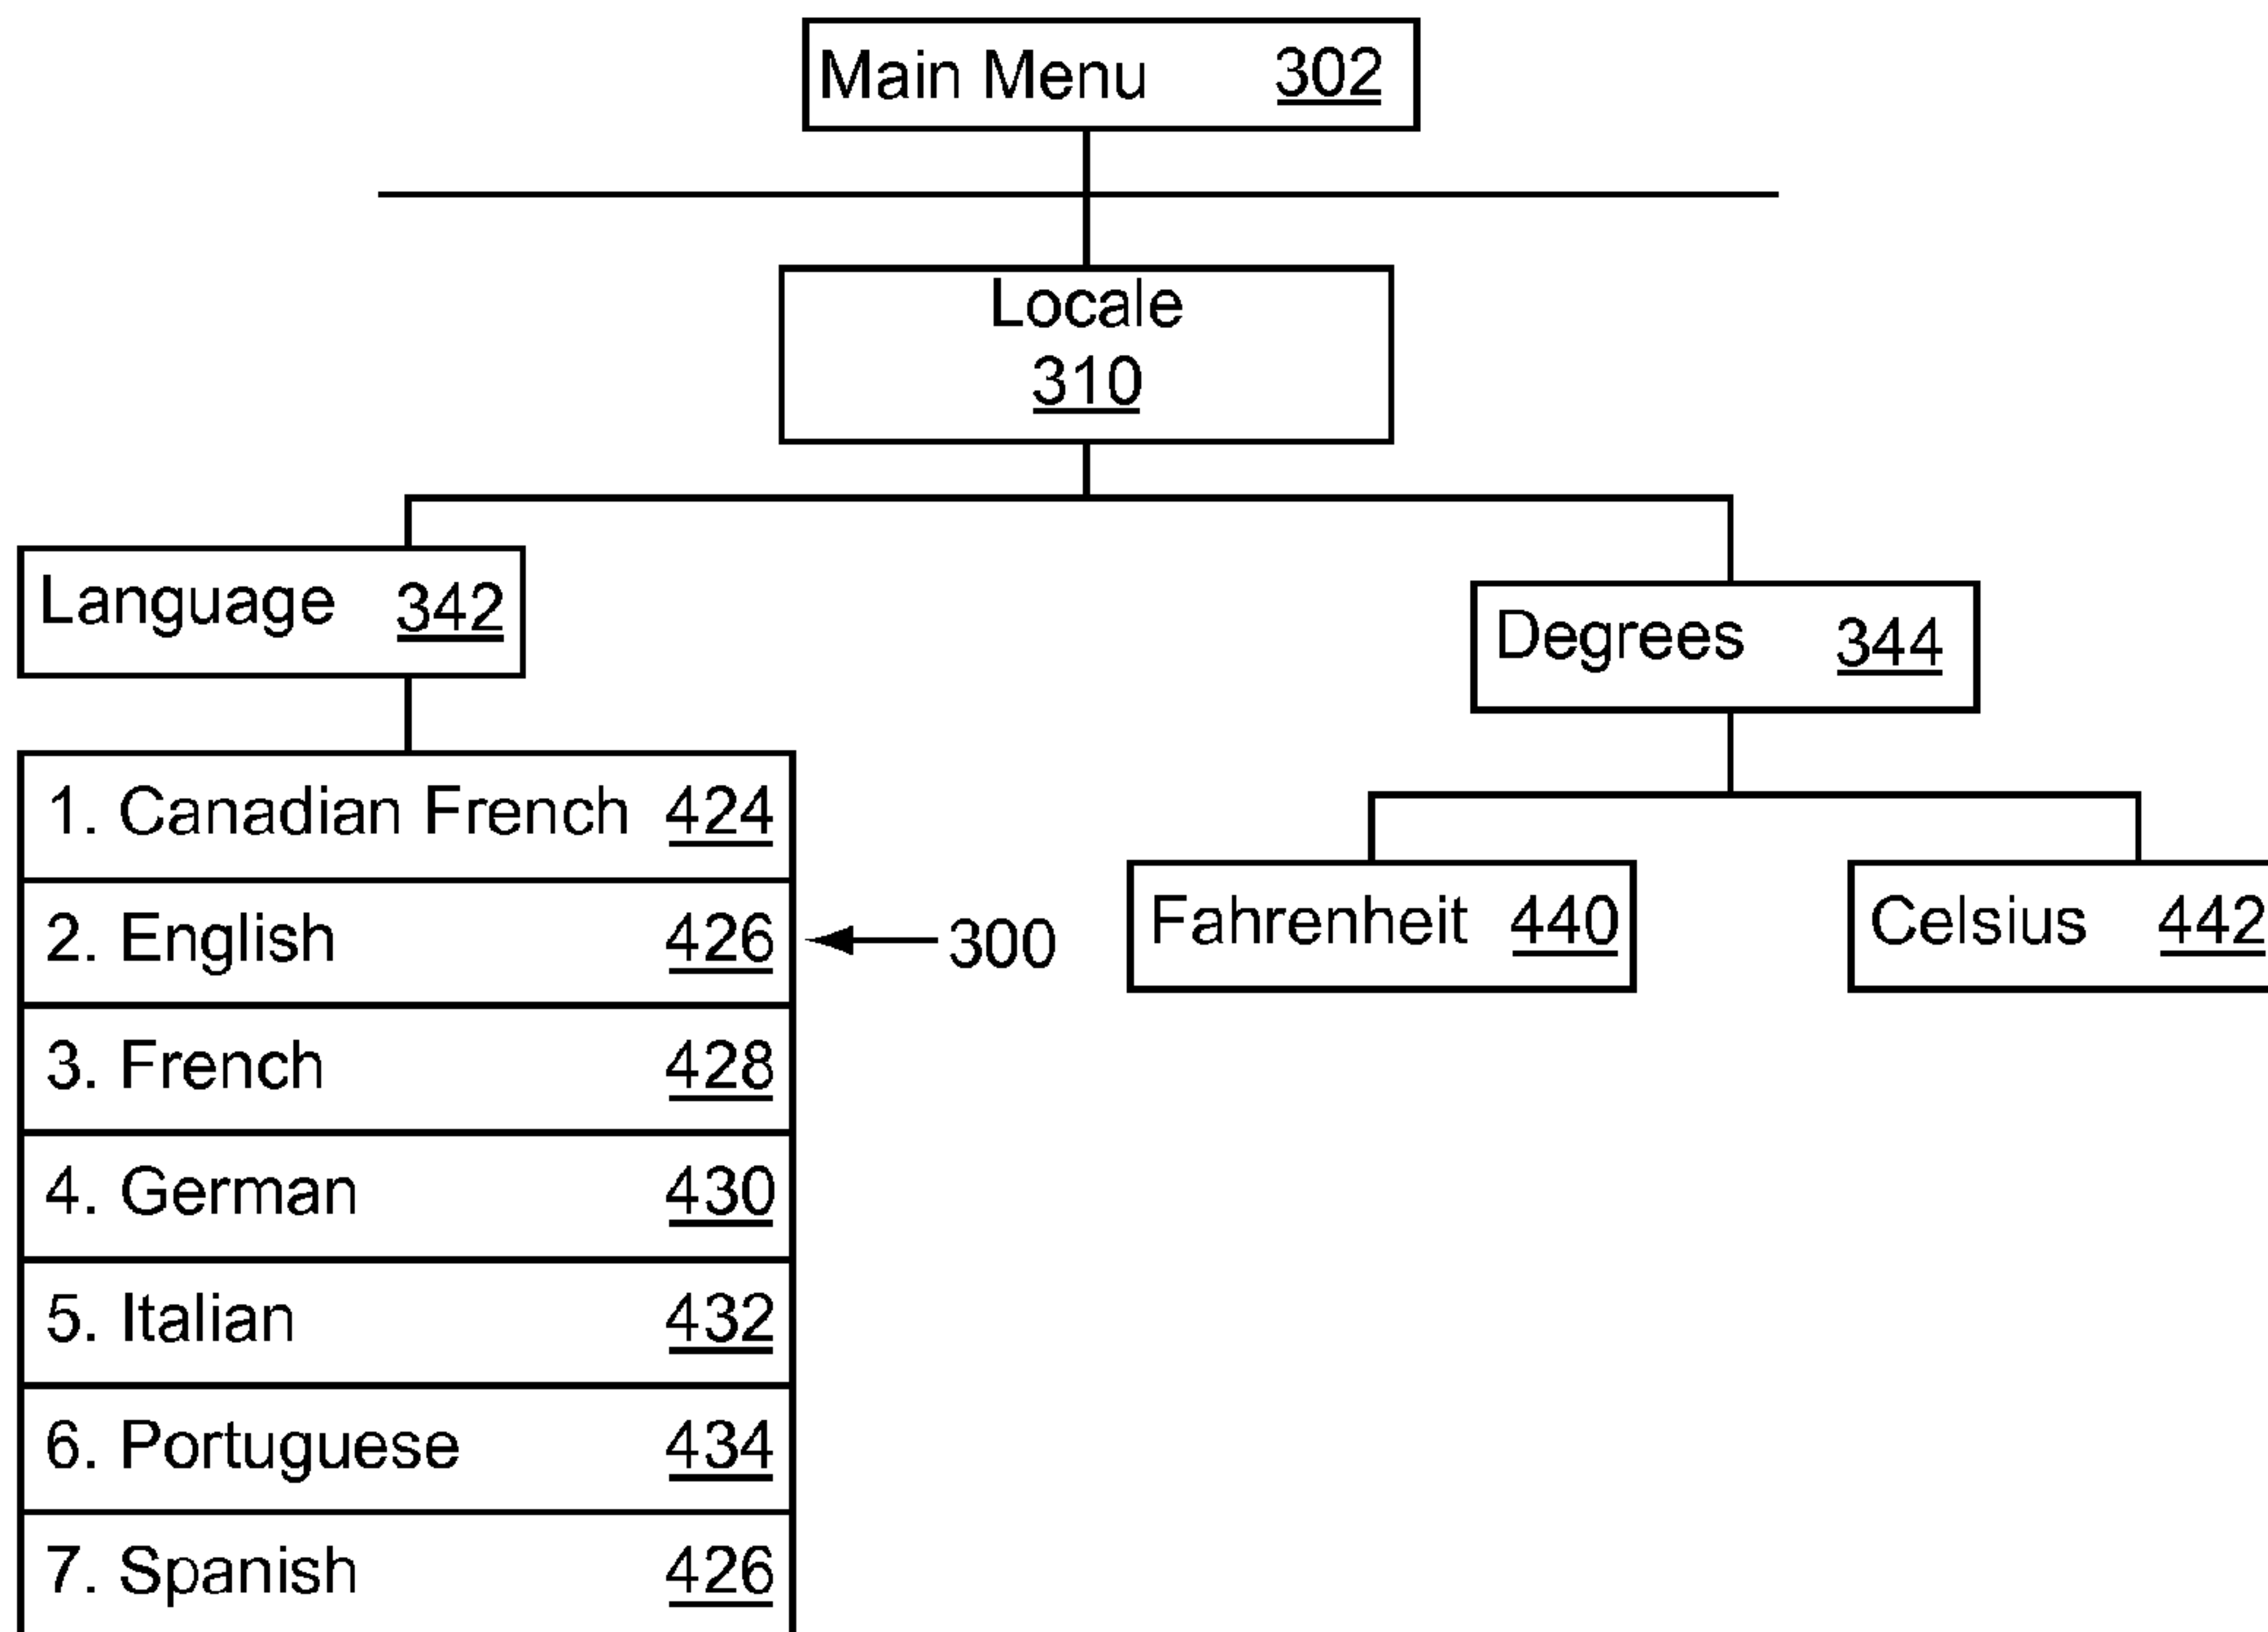 Main Menu 302
Locale
310
Language 342
Degrees 344
1. Canadian French 424
2. English 426
300
Fahrenheit 440
Celsius 442
3. French 428
4. German 430
5. Italian 432
6. Portuguese 434
7. Spanish 426